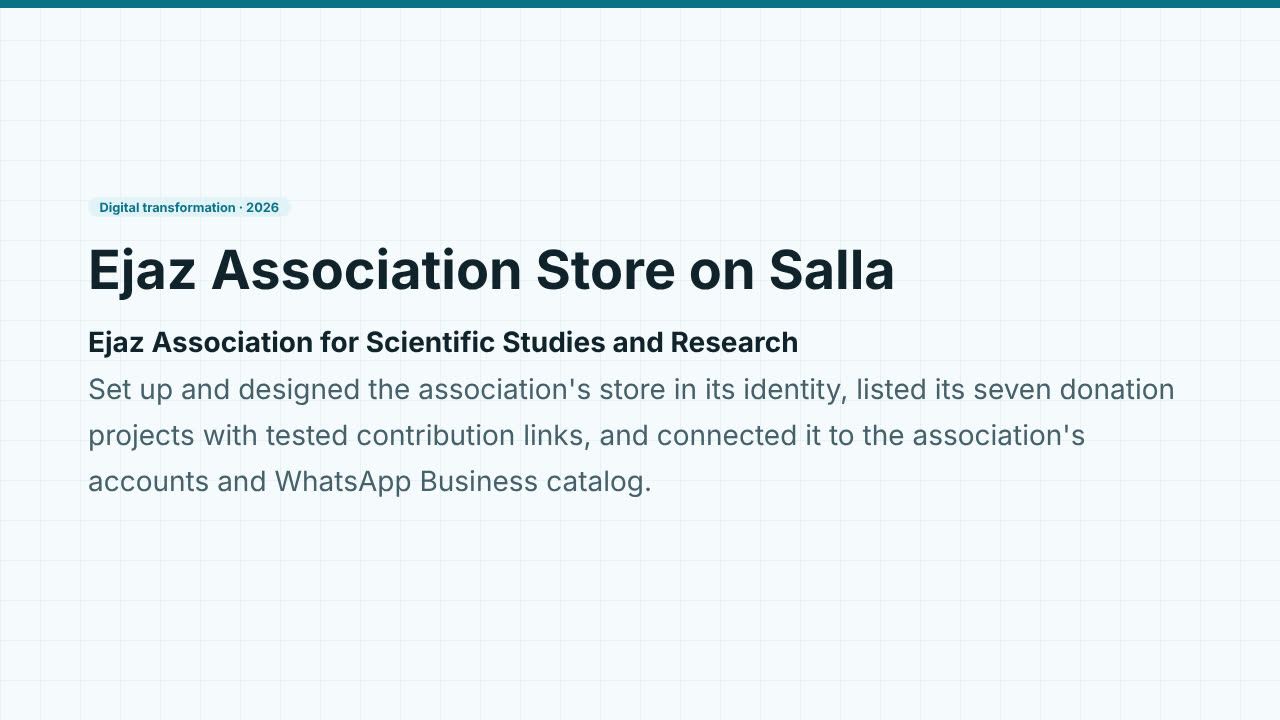 Digital transformation · 2026
Ejaz Association Store on Salla
Ejaz Association for Scientific Studies and Research
Set up and designed the association's store in its identity, listed its seven donation
projects with tested contribution links, and connected it to the association's
accounts and WhatsApp Business catalog.